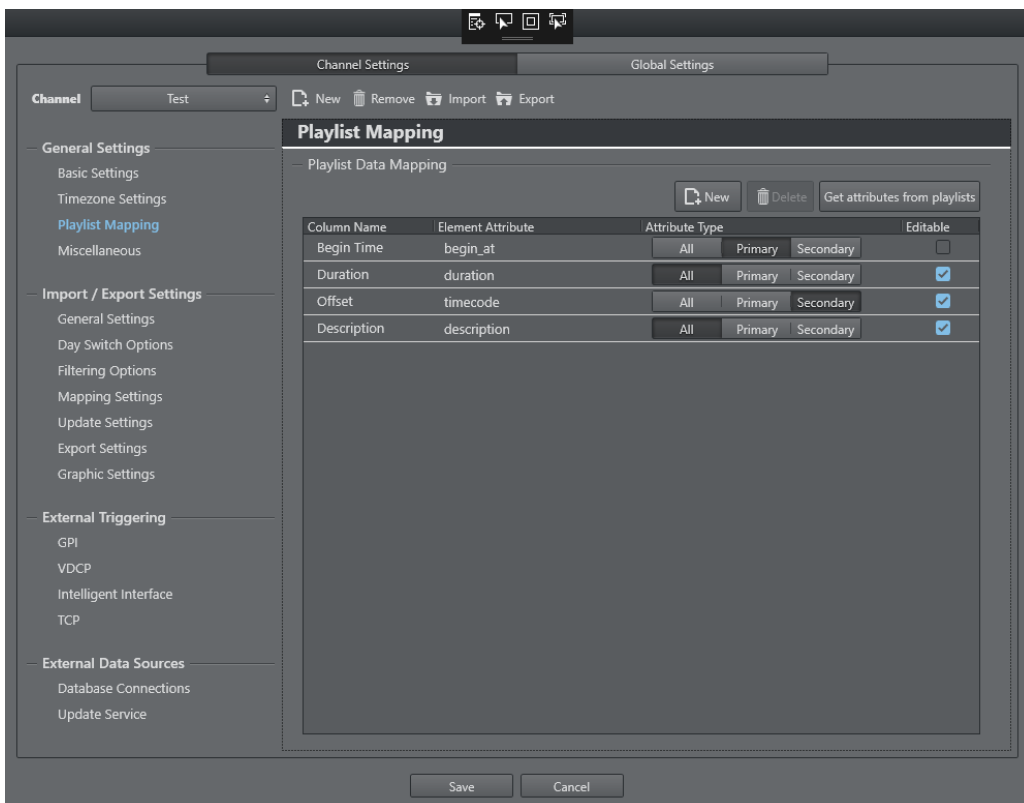 Channel Settings Global Settings
Channel Test New Remove Import Export
General Settings
Basic Settings
Timezone Settings
Playlist Mapping
Miscellaneous
Import / Export Settings
General Settings
Day Switch Options
Filtering Options
Mapping Settings
Update Settings
Export Settings
Graphic Settings
External Triggering
GPI
VDCP
Intelligent Interface
TCP
External Data Sources
Database Connections
Update Service
Playlist Mapping
Playlist Data Mapping
New Delete Get attributes from playlists
Column Name Element Attribute Attribute Type Editable
Begin Time begin_at All Primary Secondary
Duration duration All Primary Secondary
Offset timecode All Primary Secondary
Description description All Primary Secondary
Save Cancel